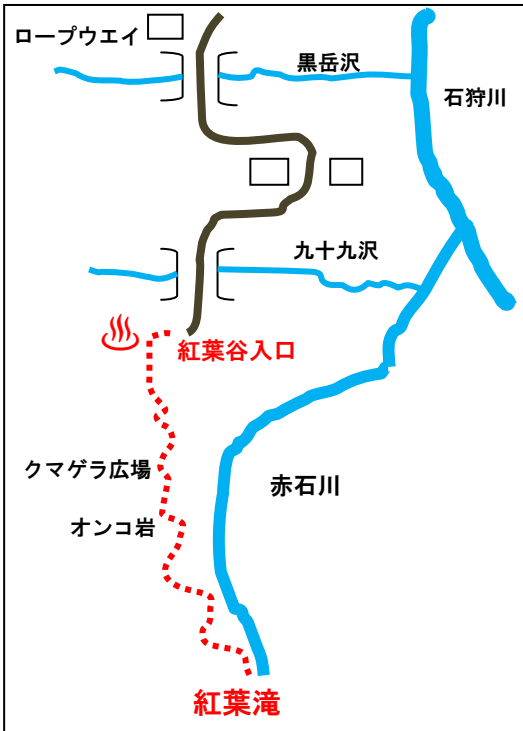 ロープウエイ
黒岳沢
石狩川
九十九沢
紅葉谷入口
クマゲラ広場
赤石川
オンコ岩
紅葉滝